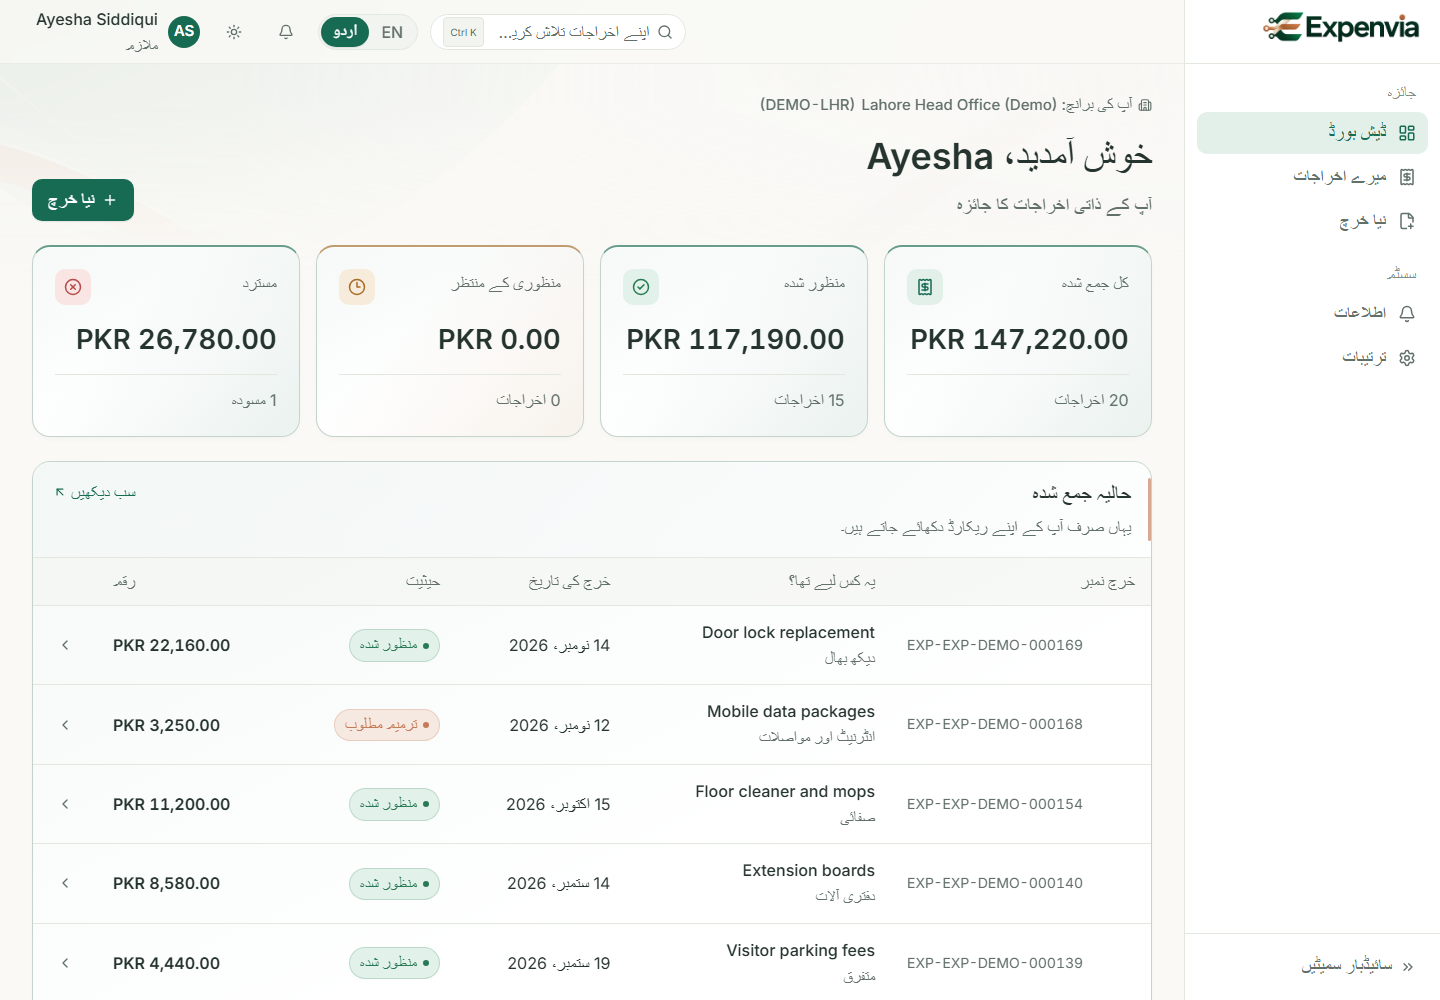 Expenvia
اپنے اخراجات تلاش کریں...
Ctrl K
EN
اردو
AS
Ayesha Siddiqui
ملازم
جائزہ
ڈیش بورڈ
میرے اخراجات
نیا خرچ
سسٹم
اطلاعات
ترتیبات
سائیڈبار سمیٹیں
آپ کی برانچ: Lahore Head Office (Demo) (DEMO-LHR)
خوش آمدید، Ayesha
آپ کے ذاتی اخراجات کا جائزہ
نیا خرچ
کل جمع شدہ
PKR 147,220.00
20 اخراجات
منظور شدہ
PKR 117,190.00
15 اخراجات
منظوری کے منتظر
PKR 0.00
0 اخراجات
مسترد
PKR 26,780.00
1 مسودہ
حالیہ جمع شدہ
یہاں صرف آپ کے اپنے ریکارڈ دکھائے جاتے ہیں۔
سب دیکھیں
خرچ نمبر یہ کس لیے تھا؟ خرچ کی تاریخ حیثیت رقم
EXP-EXP-DEMO-000169 Door lock replacement 14 نومبر، 2026 منظور شدہ PKR 22,160.00
دیکھ بھال
EXP-EXP-DEMO-000168 Mobile data packages 12 نومبر، 2026 ترمیم مطلوب PKR 3,250.00
انٹرنیٹ اور مواصلات
EXP-EXP-DEMO-000154 Floor cleaner and mops 15 اکتوبر، 2026 منظور شدہ PKR 11,200.00
صفائی
EXP-EXP-DEMO-000140 Extension boards 14 ستمبر، 2026 منظور شدہ PKR 8,580.00
دفتری آلات
EXP-EXP-DEMO-000139 Visitor parking fees 19 ستمبر، 2026 منظور شدہ PKR 4,440.00
متفرق